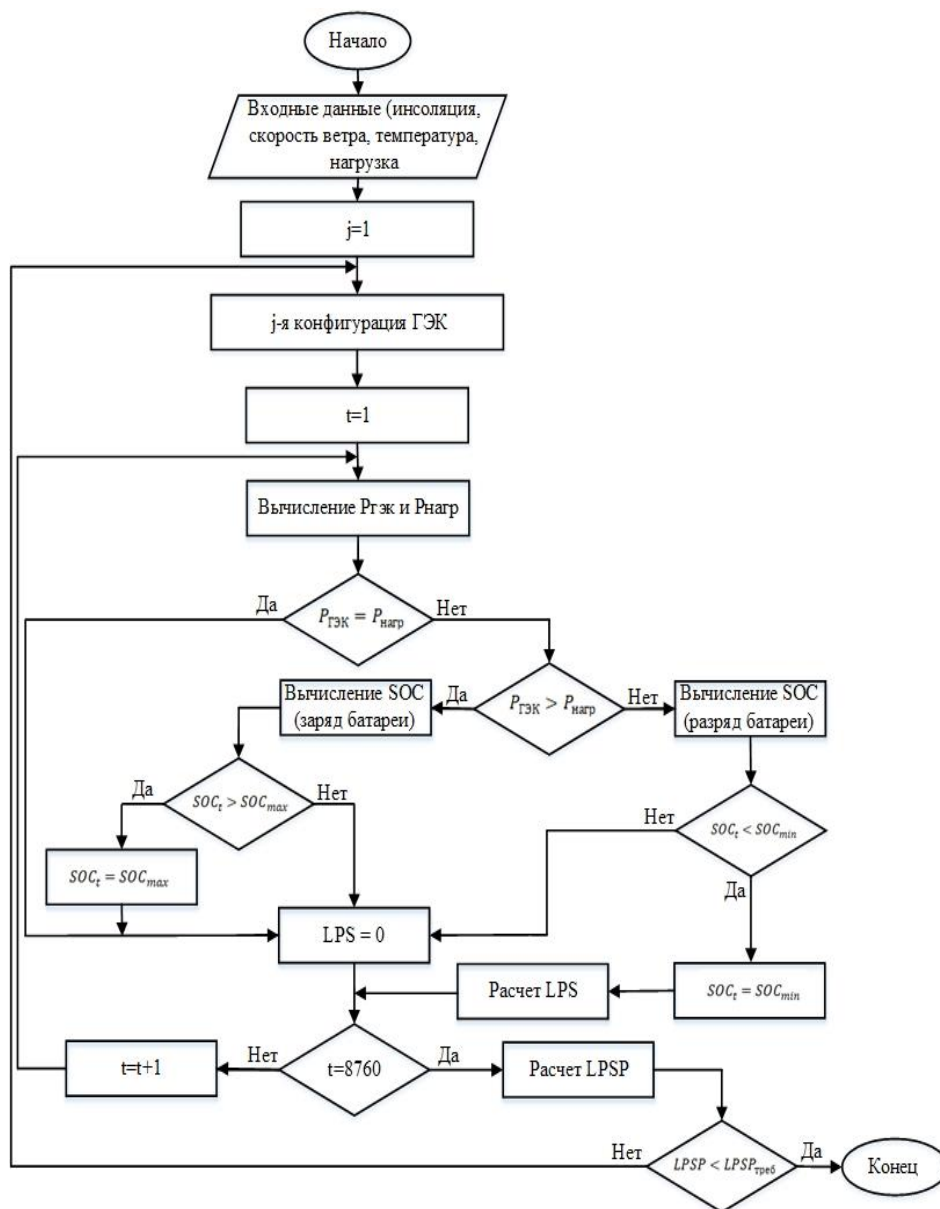 Начало
Входные данные (инсоляция,
скорость ветра, температура,
нагрузка
j=1
j-я конфигурация ГЭК
t=1
Вычисление Pгэк и Pнагр
Да
P_ГЭК = P_нагр
Нет
Вычисление SOC
(заряд батареи)
Да
P_ГЭК > P_нагр
Нет
Вычисление SOC
(разряд батареи)
Да
SOC_t > SOC_max
Нет
Нет
SOC_t < SOC_min
Да
SOC_t = SOC_max
LPS = 0
Расчет LPS
SOC_t = SOC_min
t=t+1
Нет
t=8760
Да
Расчет LPSP
Нет
LPSP < LPSP_треб
Да
Конец